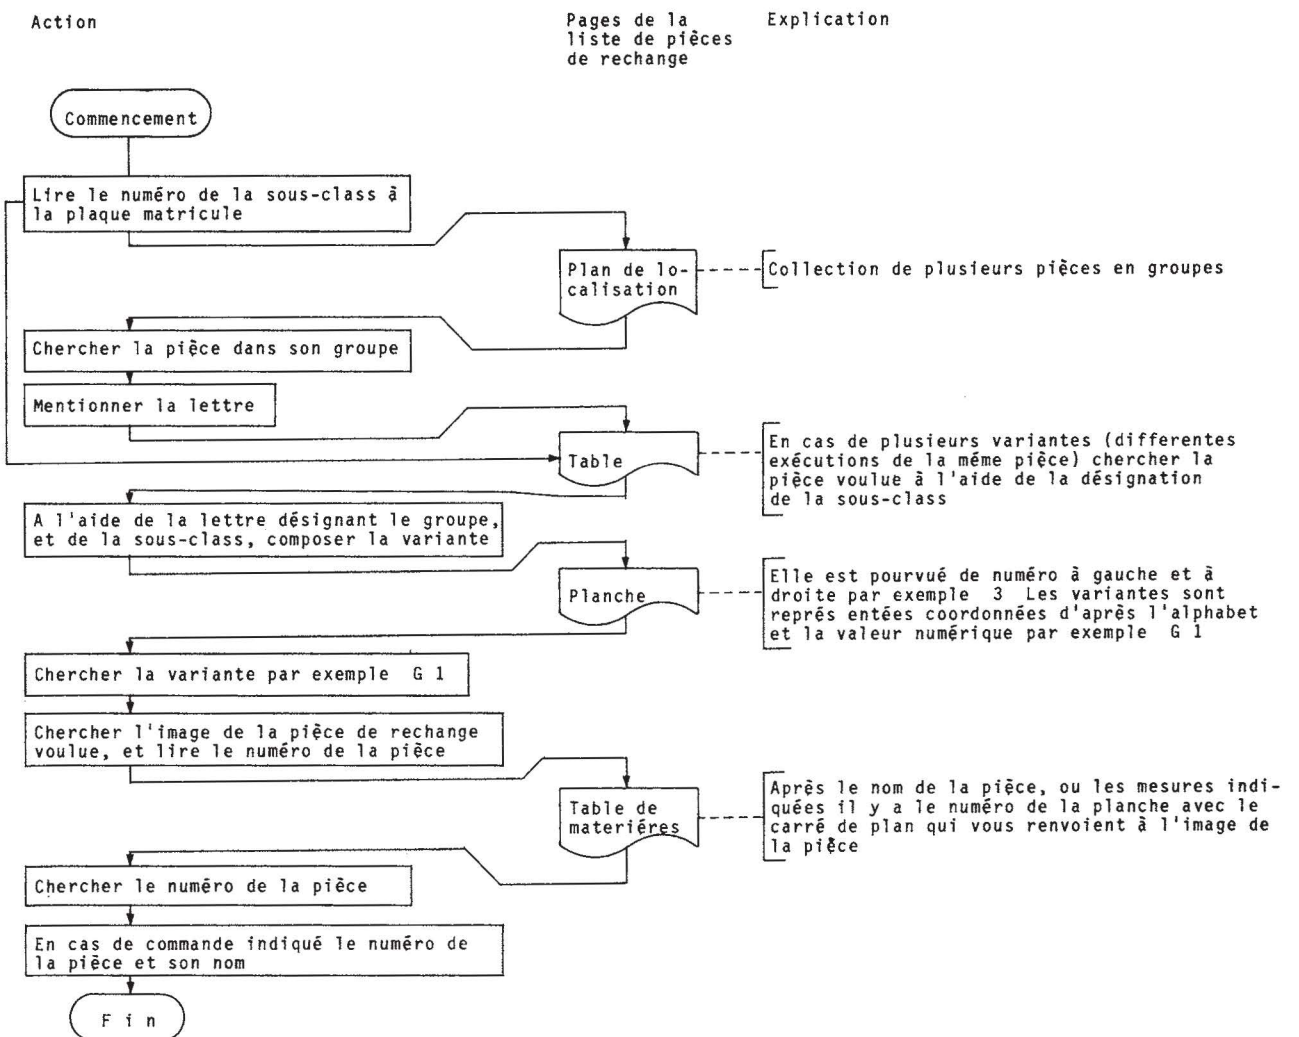 Action
Pages de la
liste de pièces
de rechange
Explication
Commencement
Lire le numéro de la sous-class à
la plaque matricule
Plan de lo-
calisation
Collection de plusieurs pièces en groupes
Chercher la pièce dans son groupe
Mentionner la lettre
Table
En cas de plusieurs variantes (differentes
exécutions de la méme pièce) chercher la
pièce voulue à l'aide de la désignation
de la sous-class
A l'aide de la lettre désignant le groupe,
et de la sous-class, composer la variante
Planche
Elle est pourvué de numéro à gauche et à
droite par exemple 3 Les variantes sont
représ entées coordonnées d'après l'alphabet
et la valeur numérique par exemple G 1
Chercher la variante par exemple G 1
Chercher l'image de la pièce de rechange
voulue, et lire le numéro de la pièce
Table de
materiéres
Après le nom de la pièce, ou les mesures indi-
quées il y a le numéro de la planche avec le
carré de plan qui vous renvoient à l'image de
la pièce
Chercher le numéro de la pièce
En cas de commande indiqué le numéro de
la pièce et son nom
F i n